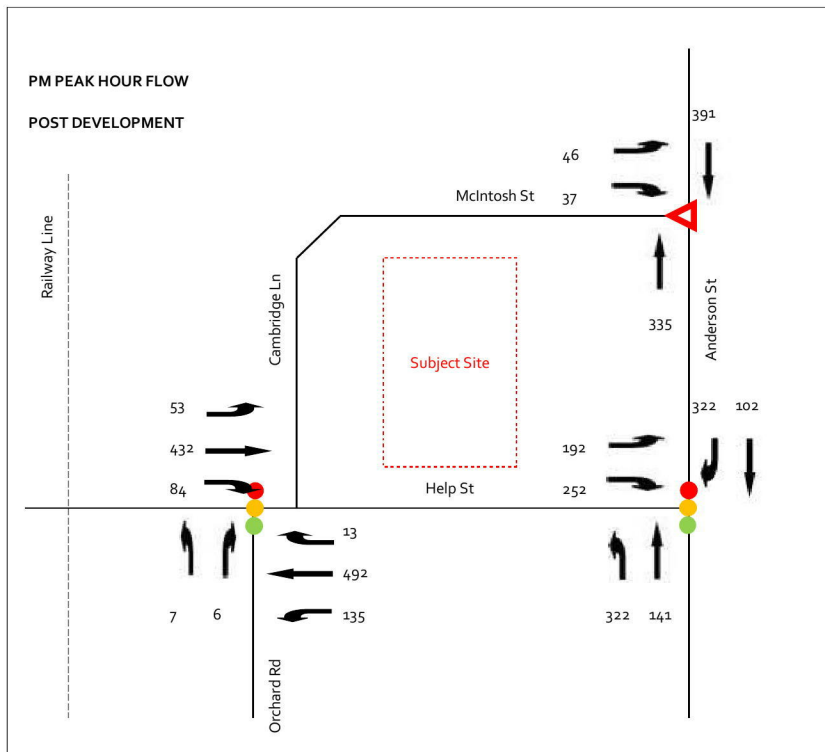 PM PEAK HOUR FLOW
POST DEVELOPMENT
391
46
McIntosh St
37
Railway Line
Cambridge Ln
Anderson St
335
Subject Site
53
322 102
432
192
84
Help St
252
13
492
7 6
135
322 141
Orchard Rd